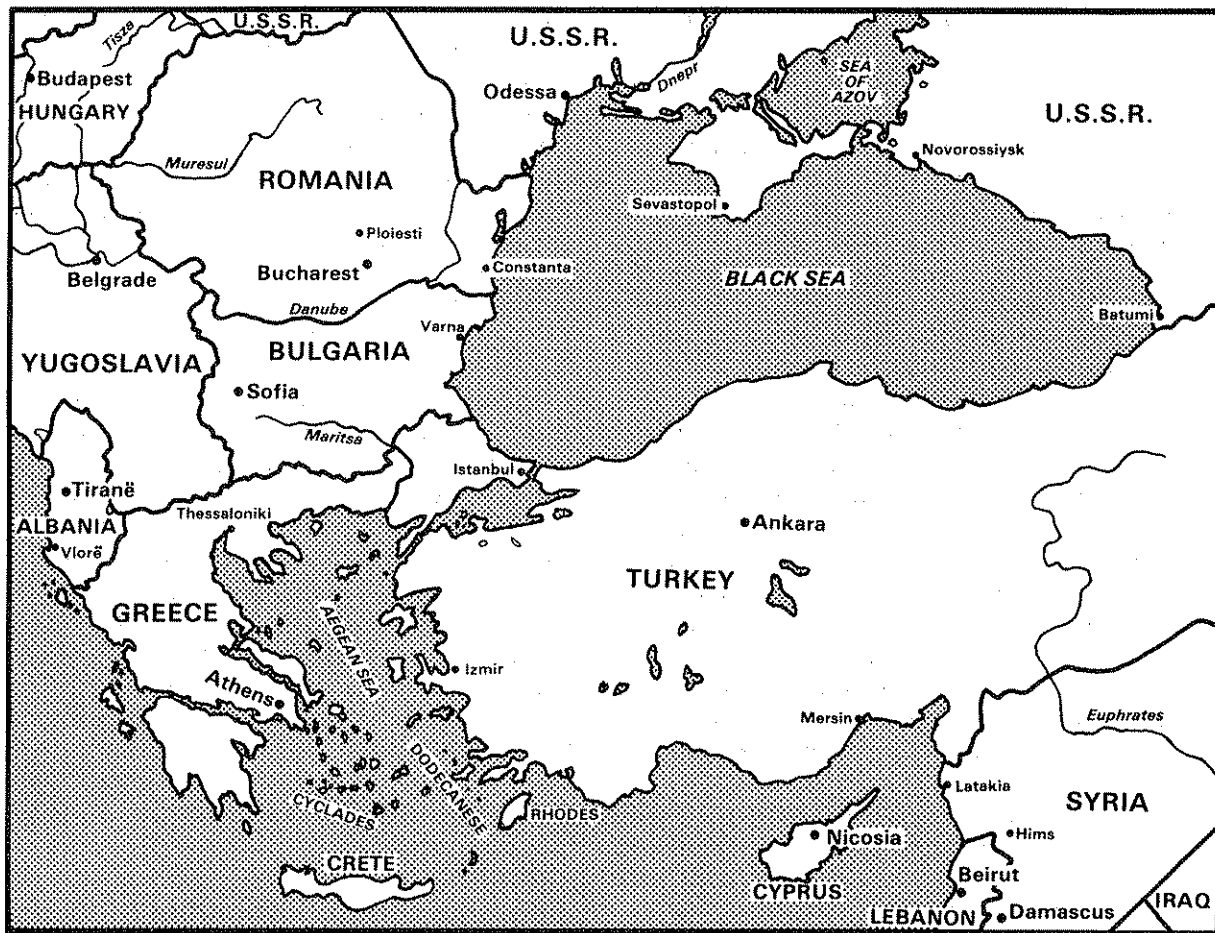 U.S.S.R.
Tisza
U.S.S.R.
Dnepr
SEA
OF
AZOV
Budapest
HUNGARY
Odessa
U.S.S.R.
Muresul
ROMANIA
Novorossiysk
Sevastopol
Ploiesti
Bucharest
Constanta
Belgrade
BLACK SEA
Danube
Varna
Batumi
YUGOSLAVIA
BULGARIA
Sofia
Maritsa
Istanbul
Tiranë
Thessaloniki
ALBANIA
Vlorë
Ankara
TURKEY
GREECE
AEGEAN SEA
Izmir
Athens
Mersin
Euphrates
DODECANESE
CYCLADES
RHODES
Latakia
SYRIA
Nicosia
Hims
CRETE
CYPRUS
Beirut
LEBANON
Damascus
IRAQ